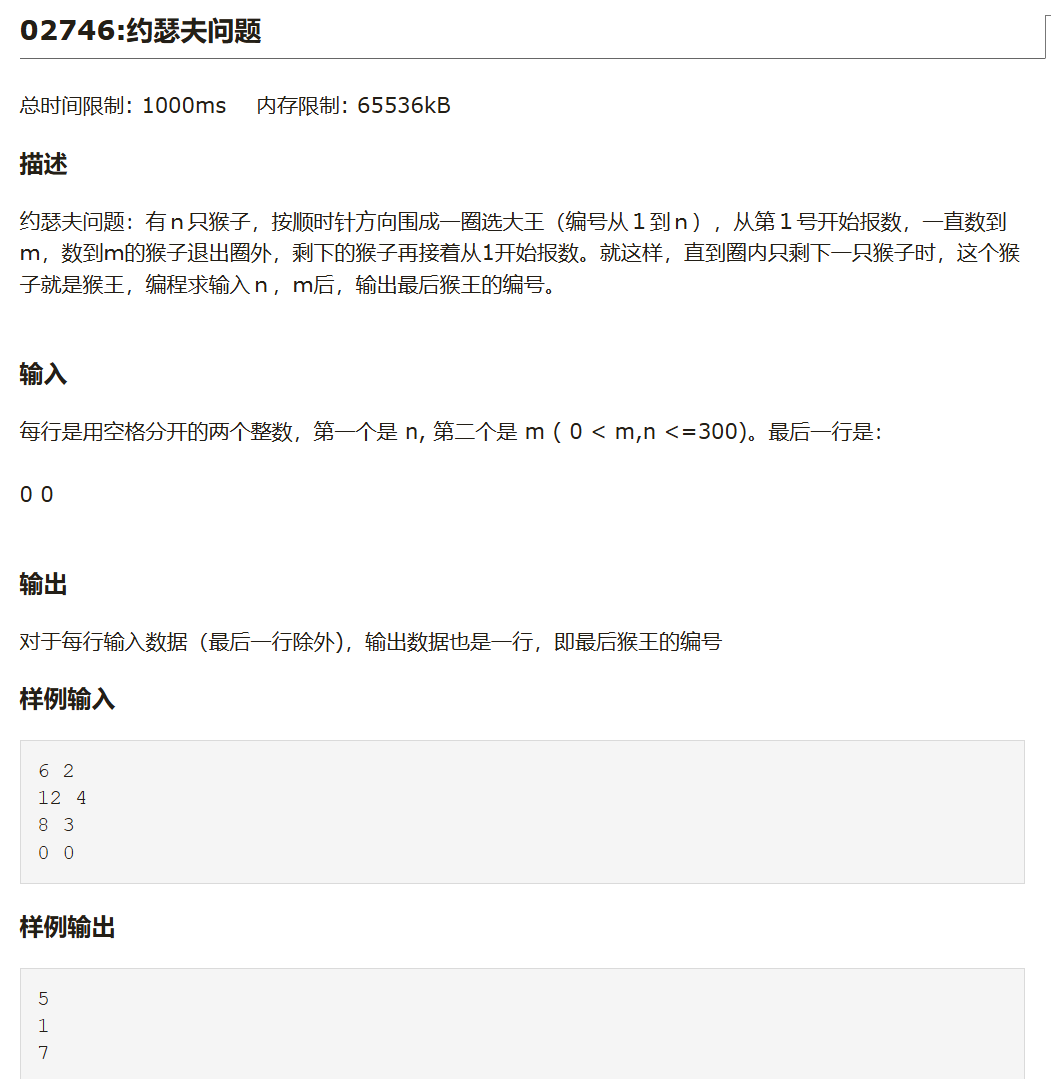 02746:约瑟夫问题
总时间限制: 1000ms 内存限制: 65536kB
描述
约瑟夫问题：有ｎ只猴子，按顺时针方向围成一圈选大王（编号从１到ｎ），从第１号开始报数，一直数到
ｍ，数到ｍ的猴子退出圈外，剩下的猴子再接着从1开始报数。就这样，直到圈内只剩下一只猴子时，这个猴
子就是猴王，编程求输入ｎ，ｍ后，输出最后猴王的编号。
输入
每行是用空格分开的两个整数，第一个是 n, 第二个是 m ( 0 < m,n <=300)。最后一行是：
0 0
输出
对于每行输入数据（最后一行除外)，输出数据也是一行，即最后猴王的编号
样例输入
6 2
12 4
8 3
0 0
样例输出
5
1
7